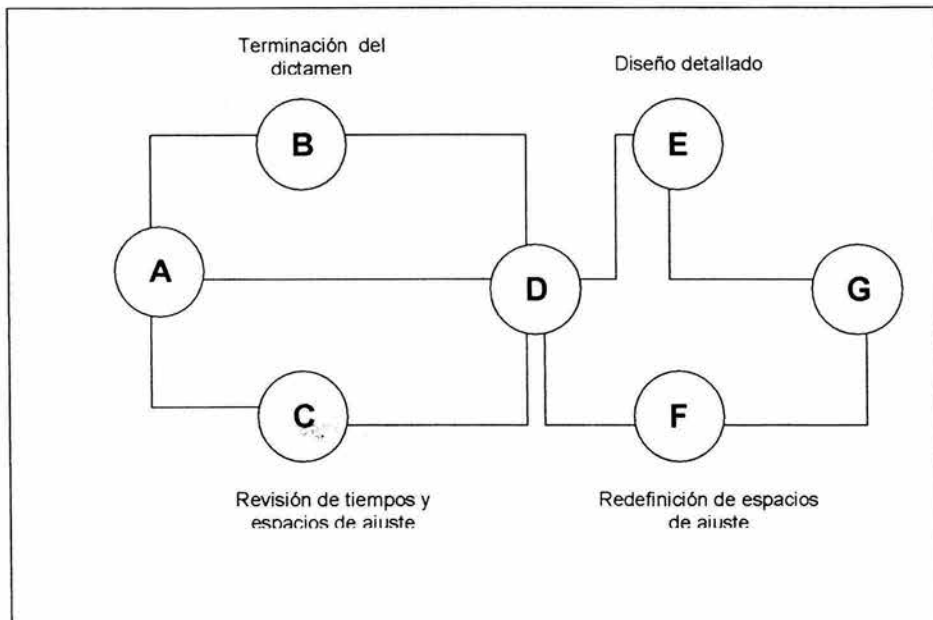 Terminación del
dictamen
Diseño detallado
B
E
A
D
G
C
F
Revisión de tiempos y
espacios de ajuste
Redefinición de espacios
de ajuste